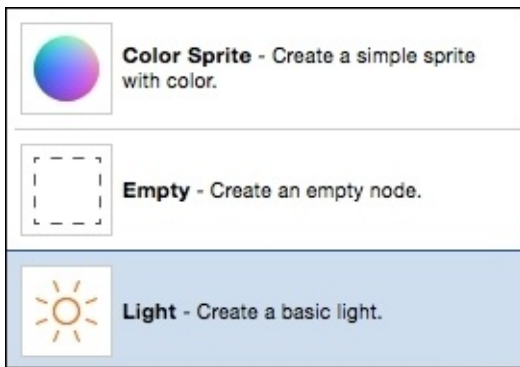 Color Sprite - Create a simple sprite
with color.
Empty - Create an empty node.
Light - Create a basic light.